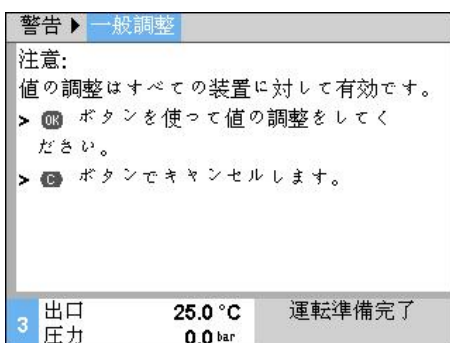 警告 ▶ 一般調整
注意:
値の調整はすべての装置に対して有効です。
> OK ボタンを使って値の調整をしてく
ださい。
> C ボタンでキャンセルします。
3 出口 25.0 °C 運転準備完了
圧力 0.0 bar